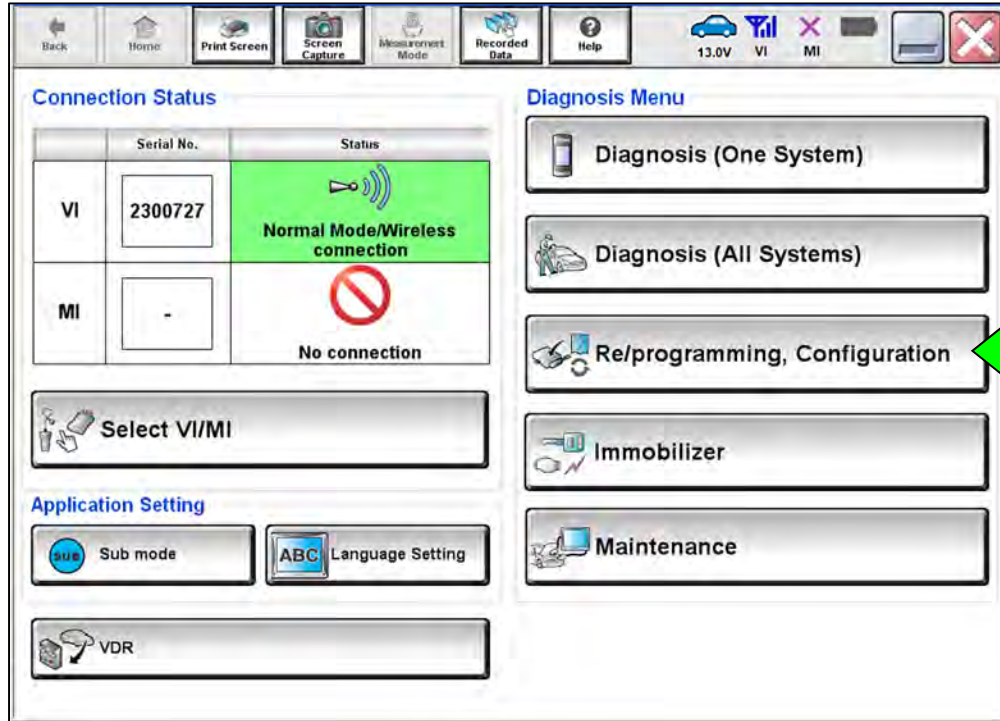 Back
Home
Print Screen
Screen
Capture
Measurement
Mode
Recorded
Data
Help
13.0V
VI
MI
Connection Status
Serial No.
Status
VI
2300727
Normal Mode/Wireless
connection
MI
-
No connection
Select VI/MI
Application Setting
SUB
Sub mode
ABC
Language Setting
VDR
Diagnosis Menu
Diagnosis (One System)
Diagnosis (All Systems)
Re/programming, Configuration
Immobilizer
Maintenance